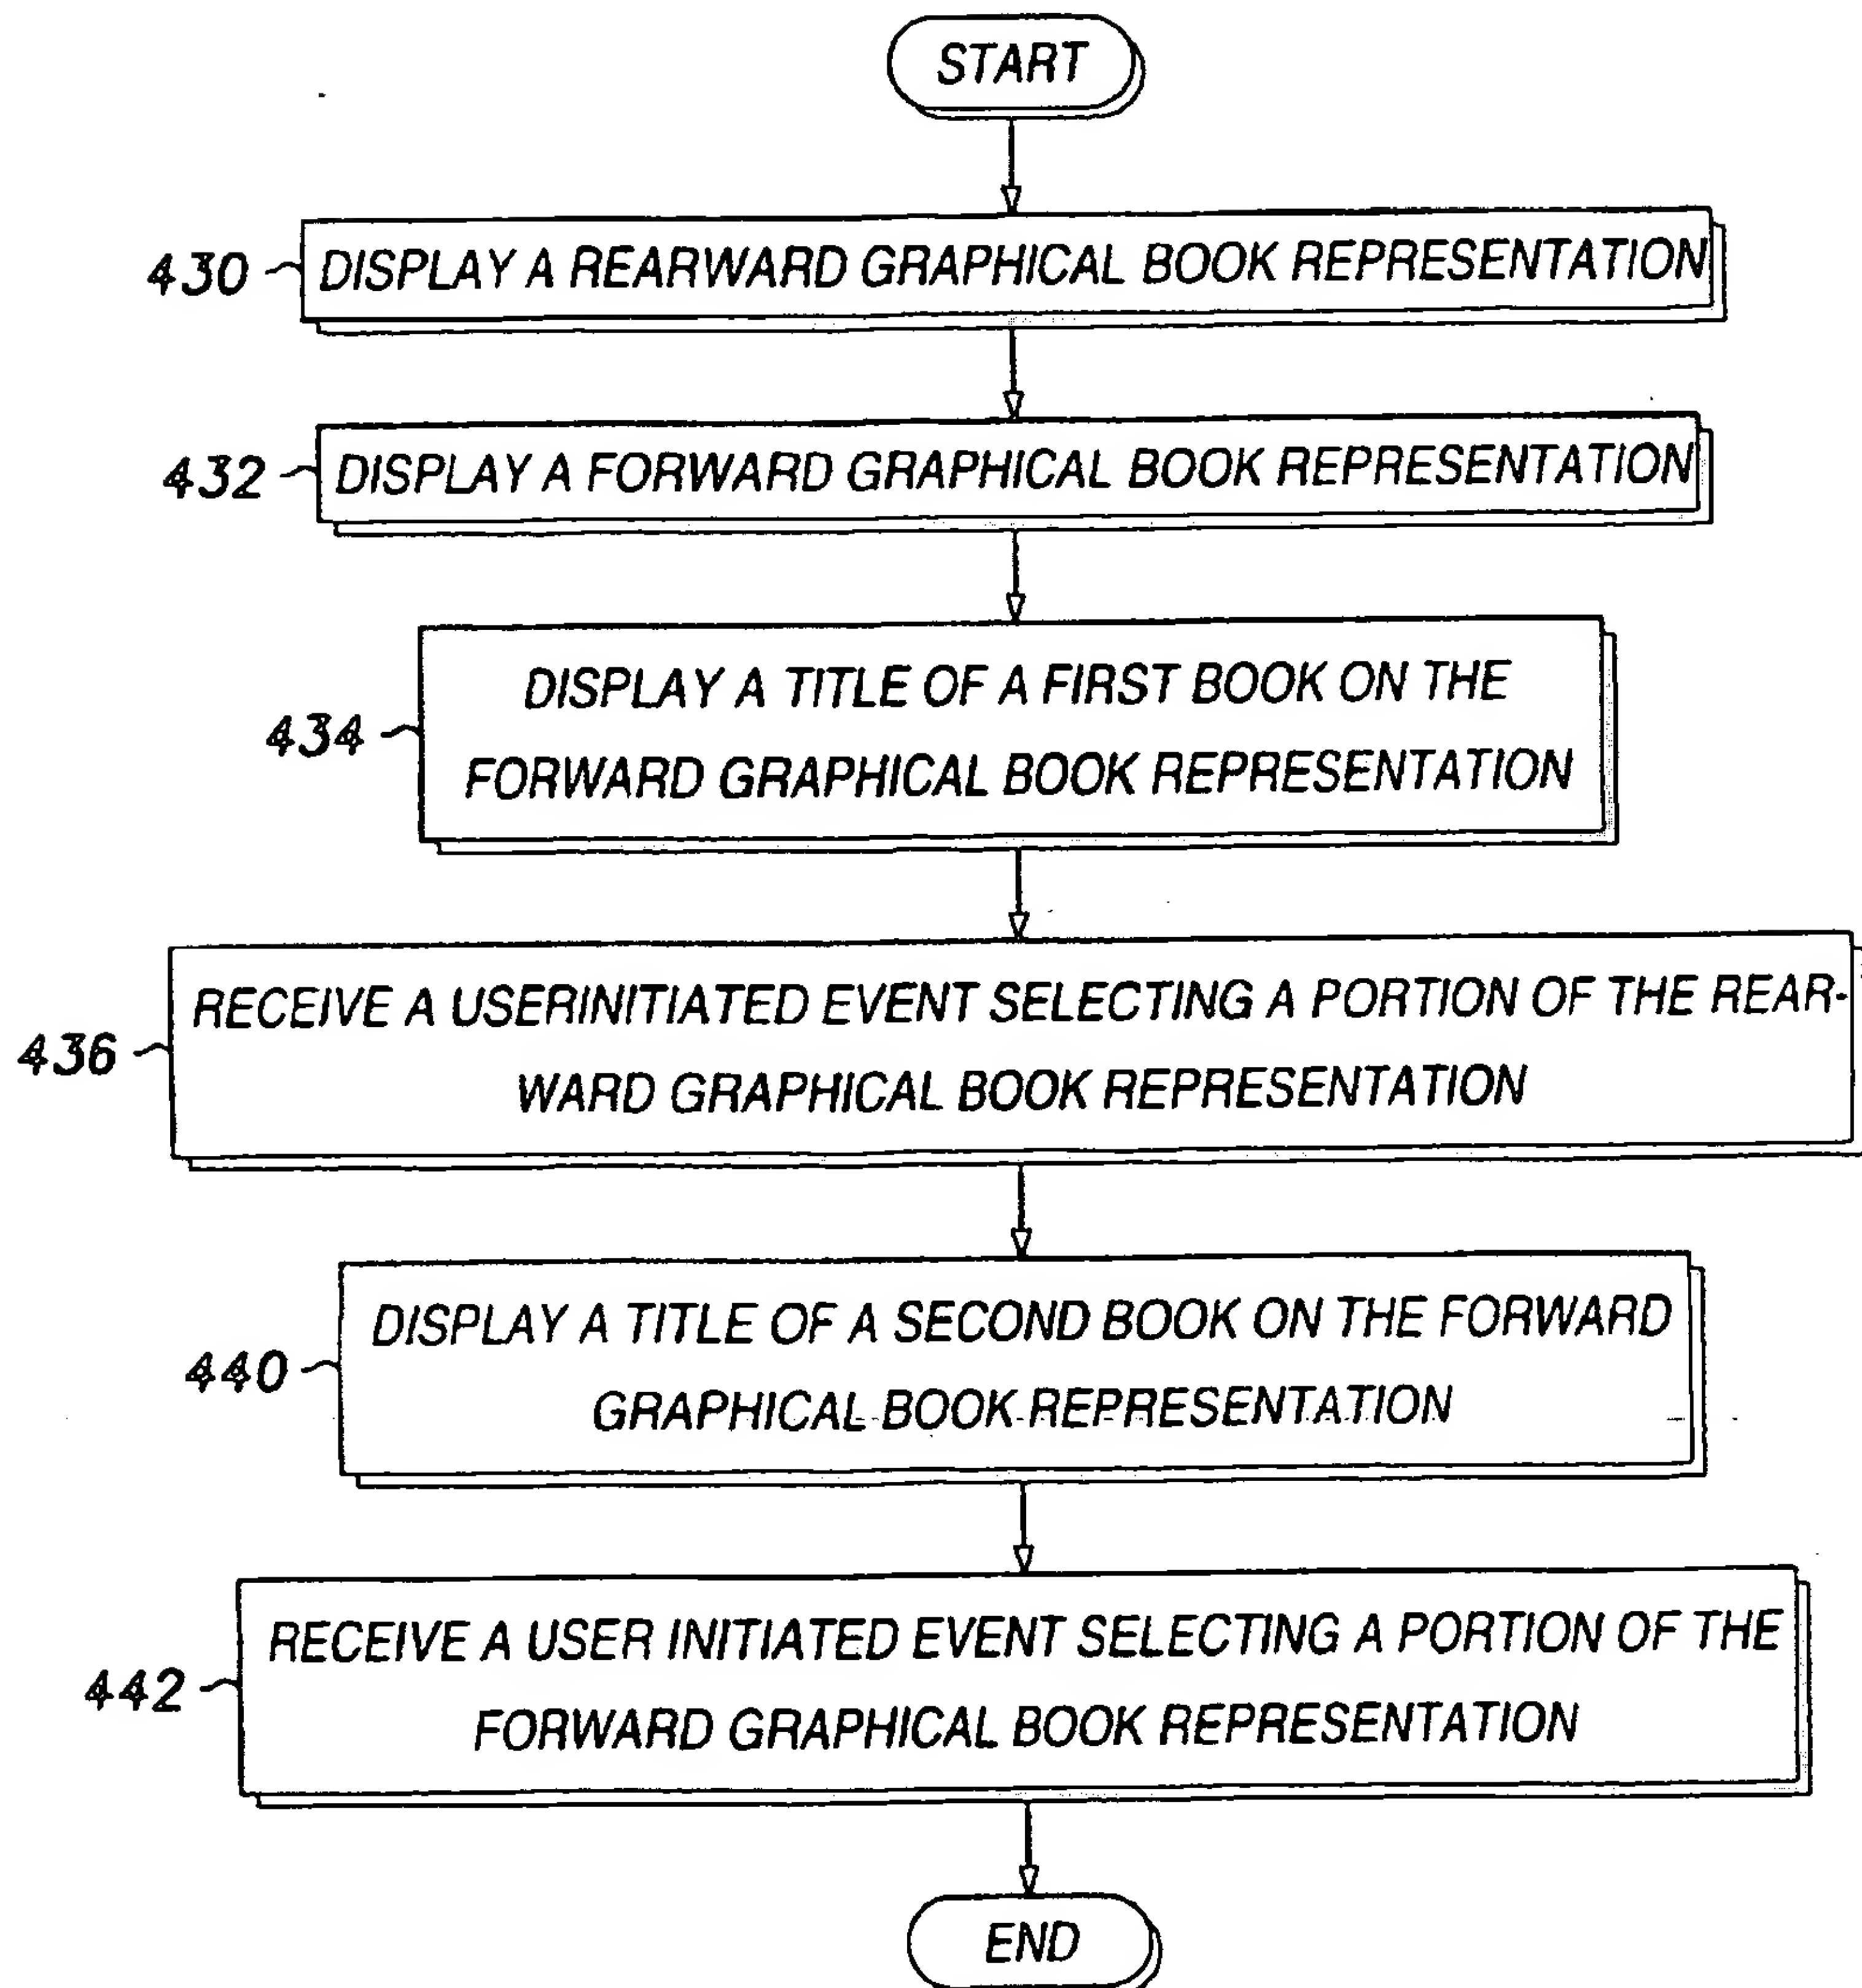 START
430 DISPLAY A REARWARD GRAPHICAL BOOK REPRESENTATION
432 DISPLAY A FORWARD GRAPHICAL BOOK REPRESENTATION
434 DISPLAY A TITLE OF A FIRST BOOK ON THE
FORWARD GRAPHICAL BOOK REPRESENTATION
436 RECEIVE A USERINITIATED EVENT SELECTING A PORTION OF THE REAR-
WARD GRAPHICAL BOOK REPRESENTATION
440 DISPLAY A TITLE OF A SECOND BOOK ON THE FORWARD
GRAPHICAL BOOK REPRESENTATION
442 RECEIVE A USER INITIATED EVENT SELECTING A PORTION OF THE
FORWARD GRAPHICAL BOOK REPRESENTATION
END